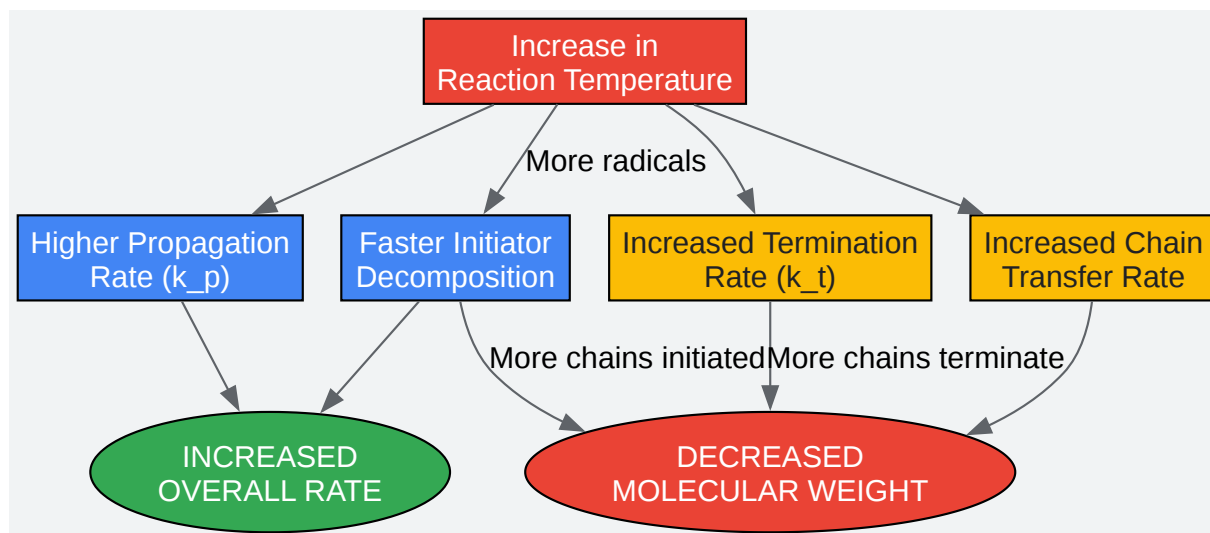 Increase in
Reaction Temperature
More radicals
Higher Propagation
Rate (k_p)
Faster Initiator
Decomposition
Increased Termination
Rate (k_t)
Increased Chain
Transfer Rate
More chains initiated
More chains terminate
INCREASED
OVERALL RATE
DECREASED
MOLECULAR WEIGHT